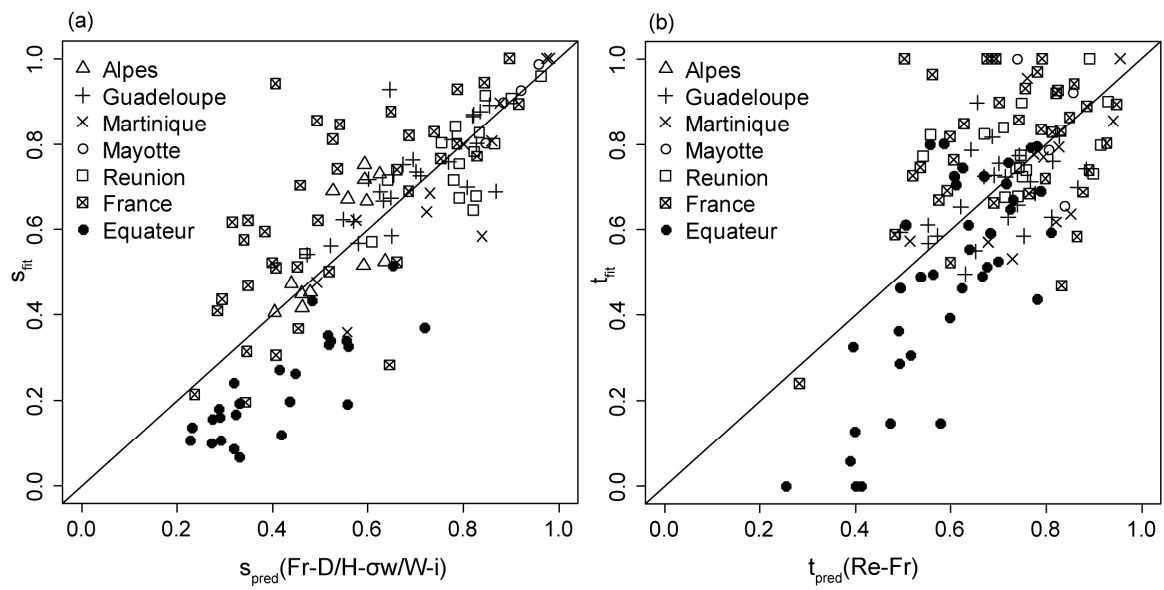 (a)
Alpes
Guadeloupe
Martinique
Mayotte
Reunion
France
Equateur
s_fit
0.0 0.2 0.4 0.6 0.8 1.0
0.0 0.2 0.4 0.6 0.8 1.0
s_pred(Fr-D/H-σw/W-i)
(b)
Alpes
Guadeloupe
Martinique
Mayotte
Reunion
France
Equateur
t_fit
0.0 0.2 0.4 0.6 0.8 1.0
0.0 0.2 0.4 0.6 0.8 1.0
t_pred(Re-Fr)